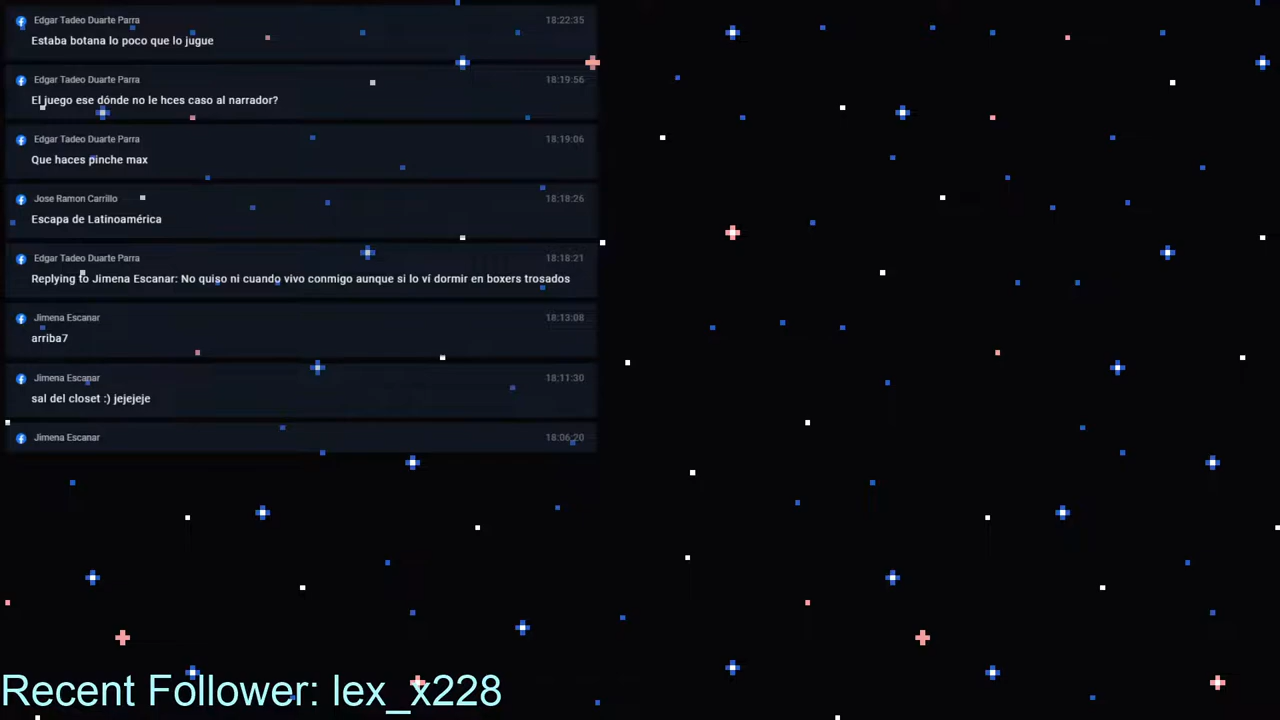 Edgar Tadeo Duarte Parra 18:22:35
Estaba botana lo poco que lo jugue
Edgar Tadeo Duarte Parra 18:19:56
El juego ese dónde no le hces caso al narrador?
Edgar Tadeo Duarte Parra 18:19:06
Que haces pinche max
Jose Ramon Carrillo 18:18:26
Escapa de Latinoamérica
Edgar Tadeo Duarte Parra 18:18:21
Replying to Jimena Escanar: No quiso ni cuando vivo conmigo aunque si lo ví dormir en boxers trosados
Jimena Escanar 18:13:08
arriba7
Jimena Escanar 18:11:30
sal del closet :) jejejeje
Jimena Escanar 18:06:20
Recent Follower: lex_x228